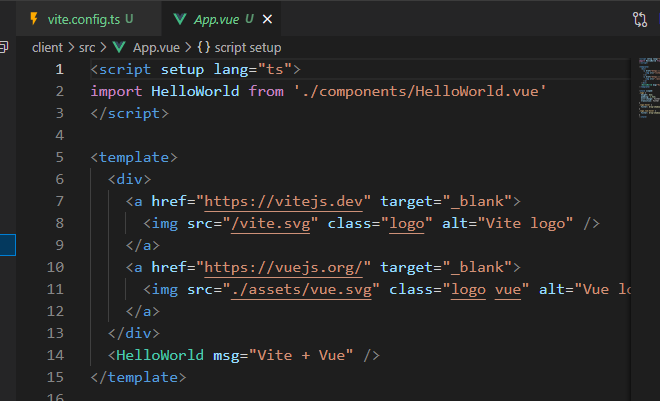 vite.config.ts U App.vue U
client > src > App.vue > {} script setup
1 <script setup lang="ts">
2 import HelloWorld from './components/HelloWorld.vue'
3 </script>
4
5 <template>
6 <div>
7 <a href="https://vitejs.dev" target="_blank">
8 <img src="/vite.svg" class="logo" alt="Vite logo" />
9 </a>
10 <a href="https://vuejs.org/" target="_blank">
11 <img src="./assets/vue.svg" class="logo vue" alt="Vue lo
12 </a>
13 </div>
14 <HelloWorld msg="Vite + Vue" />
15 </template>
16